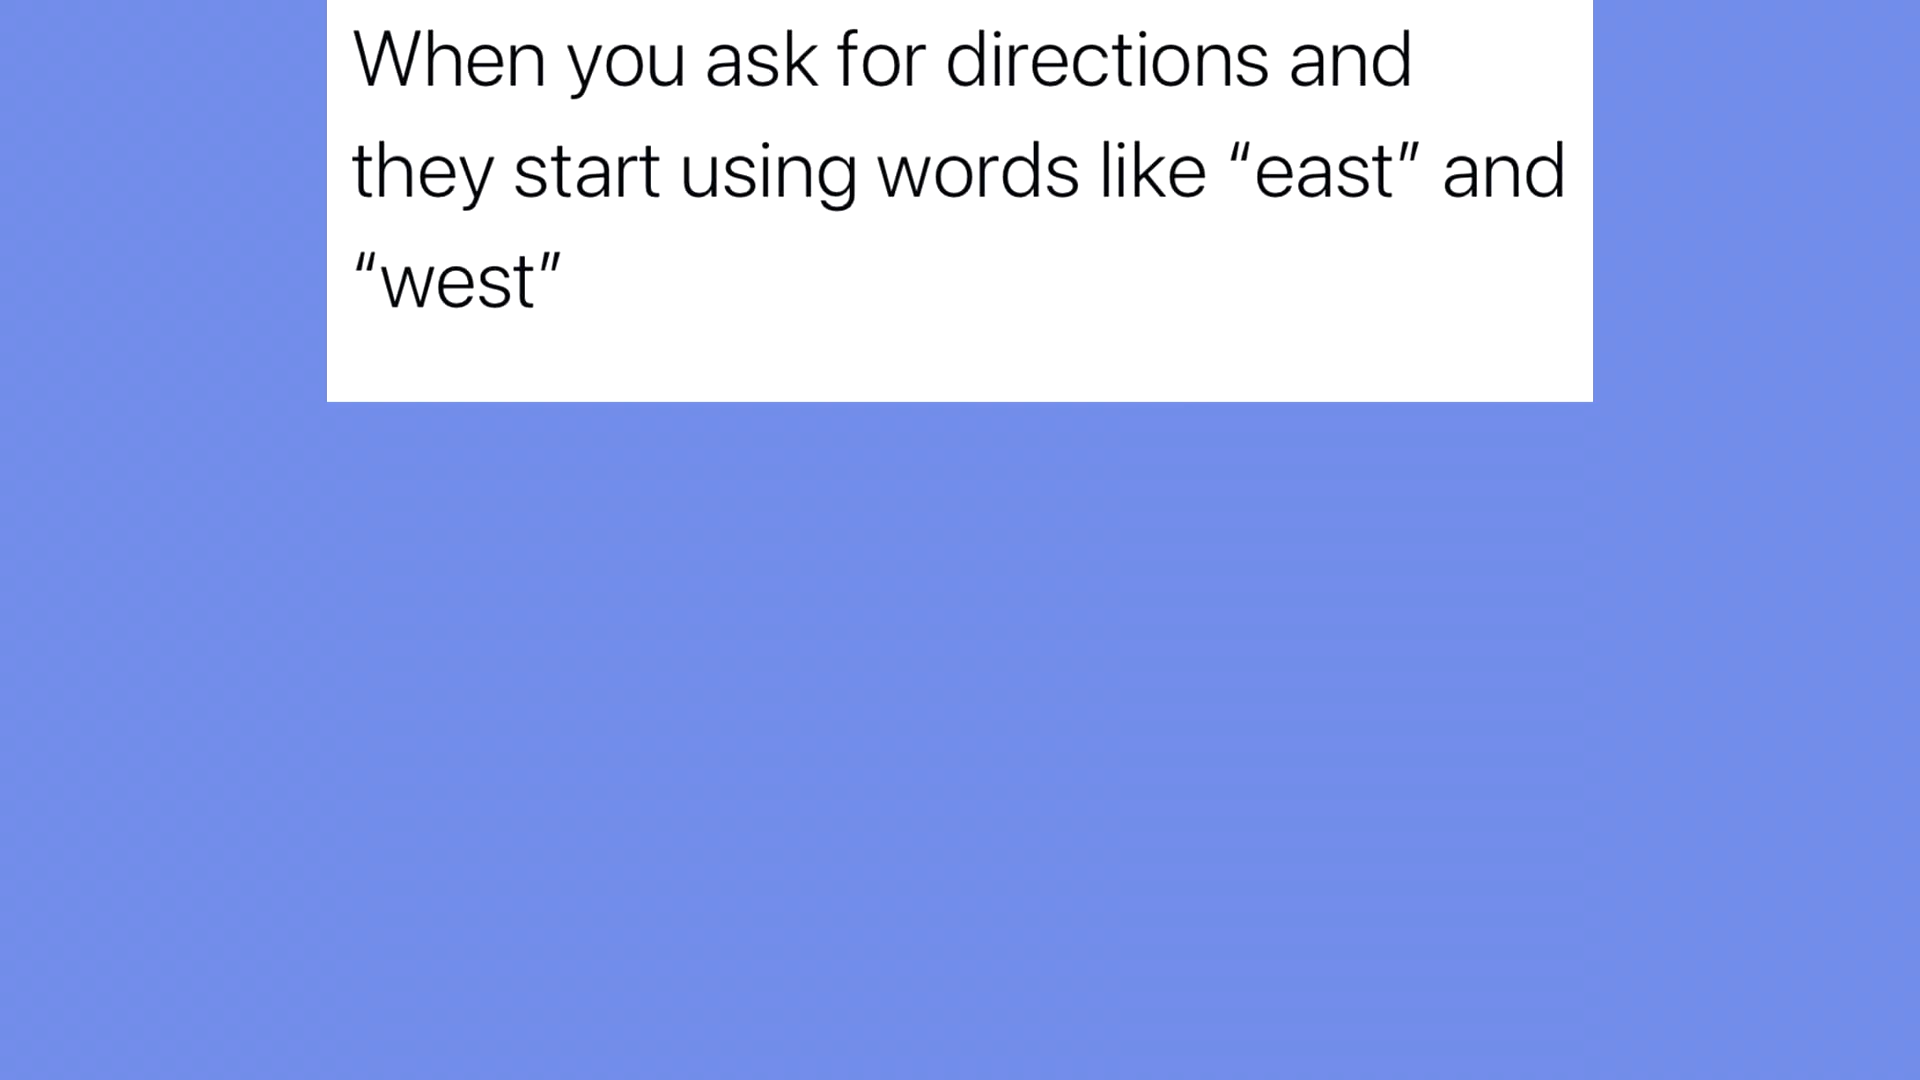 When you ask for directions and
they start using words like “east” and
“west”